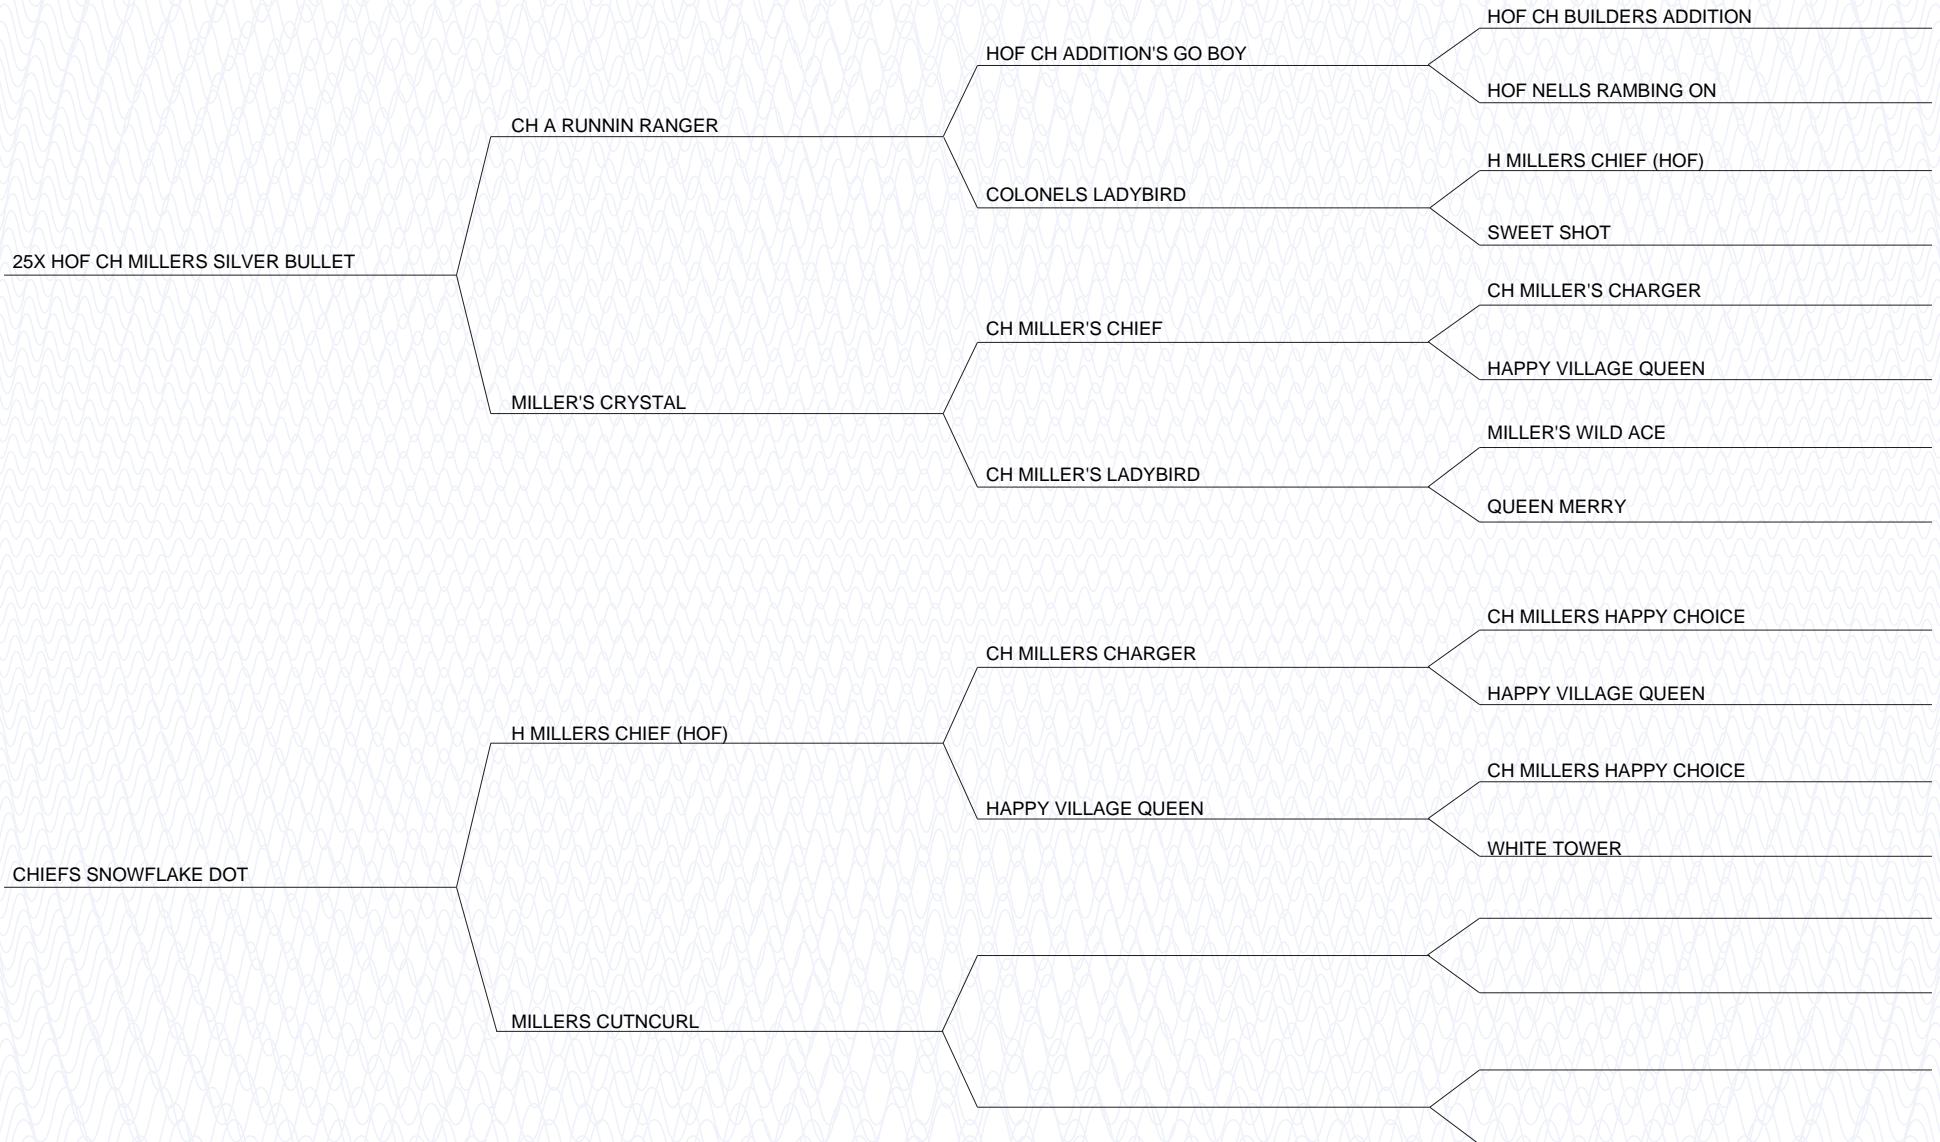 HOF CH BUILDERS ADDITION
HOF CH ADDITION'S GO BOY
HOF NELLS RAMBING ON
CH A RUNNIN RANGER
H MILLERS CHIEF (HOF)
COLONELS LADYBIRD
SWEET SHOT
25X HOF CH MILLERS SILVER BULLET
CH MILLER'S CHARGER
CH MILLER'S CHIEF
HAPPY VILLAGE QUEEN
MILLER'S CRYSTAL
MILLER'S WILD ACE
CH MILLER'S LADYBIRD
QUEEN MERRY
CH MILLERS HAPPY CHOICE
CH MILLERS CHARGER
HAPPY VILLAGE QUEEN
H MILLERS CHIEF (HOF)
CH MILLERS HAPPY CHOICE
HAPPY VILLAGE QUEEN
WHITE TOWER
CHIEFS SNOWFLAKE DOT
MILLERS CUTNCURL